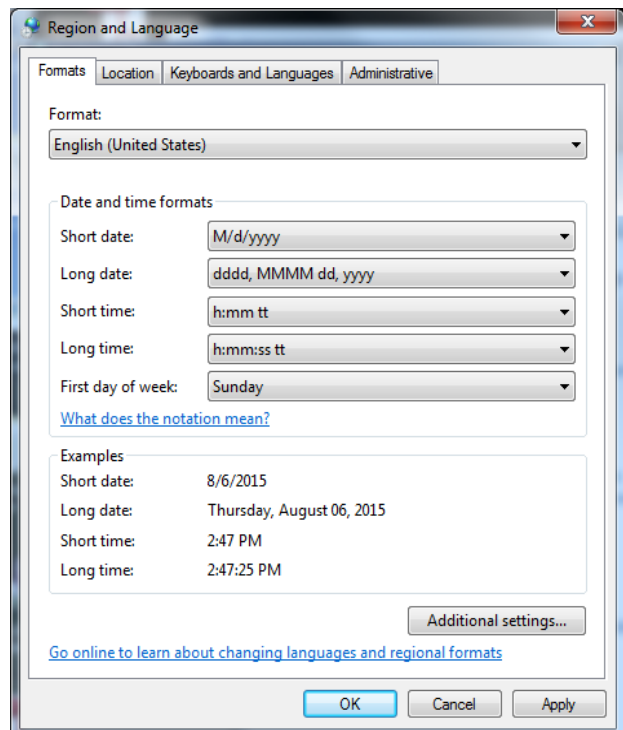 Region and Language
Formats Location Keyboards and Languages Administrative
Format:
English (United States)
Date and time formats
Short date: M/d/yyyy
Long date: dddd, MMMM dd, yyyy
Short time: h:mm tt
Long time: h:mm:ss tt
First day of week: Sunday
What does the notation mean?
Examples
Short date: 8/6/2015
Long date: Thursday, August 06, 2015
Short time: 2:47 PM
Long time: 2:47:25 PM
Additional settings...
Go online to learn about changing languages and regional formats
OK Cancel Apply